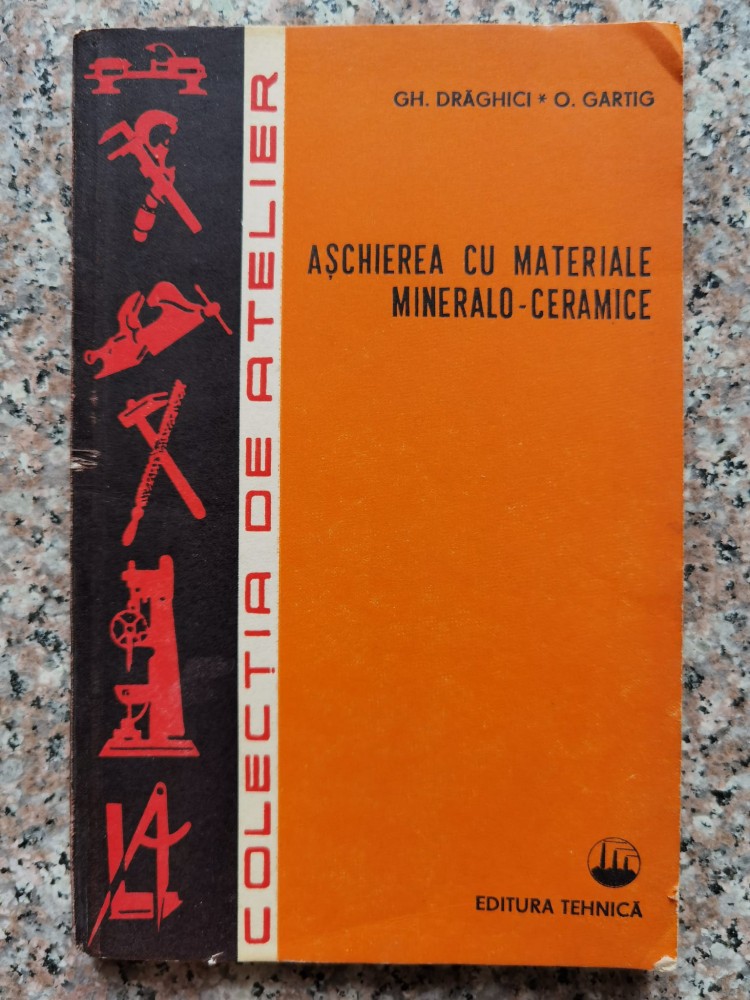 GH. DRĂGHICI * O. GARTIG
AȘCHIEREA CU MATERIALE
MINERALO-CERAMICE
COLECȚIA DE ATELIER
EDITURA TEHNICĂ